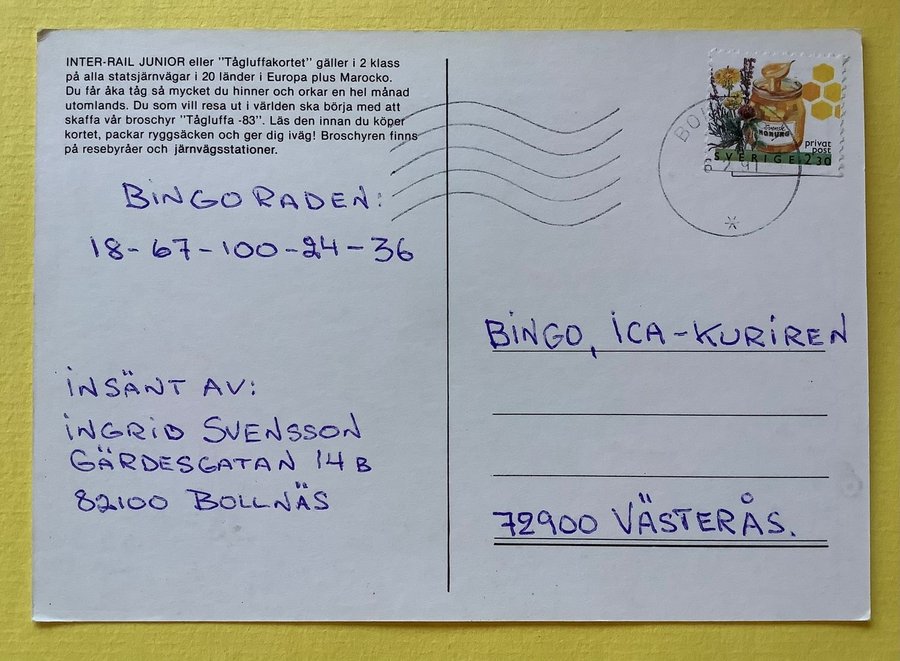 INTER-RAIL JUNIOR eller "Tågluffakortet" gäller i 2 klass
på alla statsjärnvägar i 20 länder i Europa plus Marocko.
Du får åka tåg så mycket du hinner och orkar en hel månad
utomlands. Du som vill resa ut i världen ska börja med att
skaffa vår broschyr "Tågluffa -83". Läs den innan du köper
kortet, packar ryggsäcken och ger dig iväg! Broschyren finns
på resebyråer och järnvägsstationer.
BINGORADEN:
18-67-100-24-36
INSÄNT AV:
INGRID SVENSSON
GÄRDESGATAN 14 B
82100 BOLLNÄS
Svensk
HONUNG
privat
post
SVERIGE 2.30
BINGO, ICA-KURIREN
72900 VÄSTERÅS.